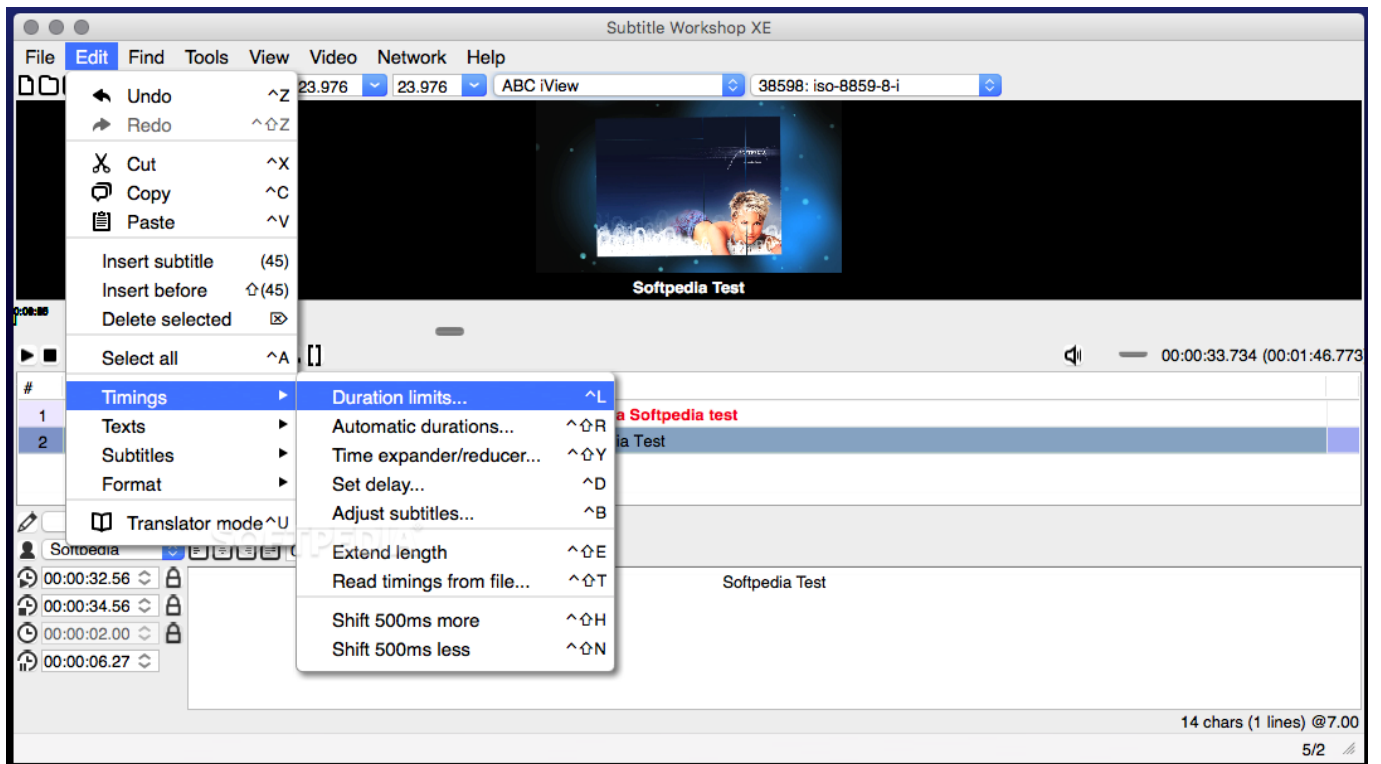 Subtitle Workshop XE
File Edit Find Tools View Video Network Help
23.976 23.976 ABC iView 38598: iso-8859-8-i
Undo ^Z
Redo ^⇧Z
Cut ^X
Copy ^C
Paste ^V
Insert subtitle (45)
Insert before ⇧(45)
Delete selected ⌦
Select all ^A
Timings
Texts
Subtitles
Format
Translator mode ^U
Softpedia Test
00:00:33.734 (00:01:46.773
#
1 a Softpedia test
2 ia Test
Duration limits... ^L
Automatic durations... ^⇧R
Time expander/reducer... ^⇧Y
Set delay... ^D
Adjust subtitles... ^B
Extend length ^⇧E
Read timings from file... ^⇧T
Shift 500ms more ^⇧H
Shift 500ms less ^⇧N
SOFTPEDIA
Softpedia
00:00:32.56
00:00:34.56
00:00:02.00
00:00:06.27
Softpedia Test
14 chars (1 lines) @7.00
5/2